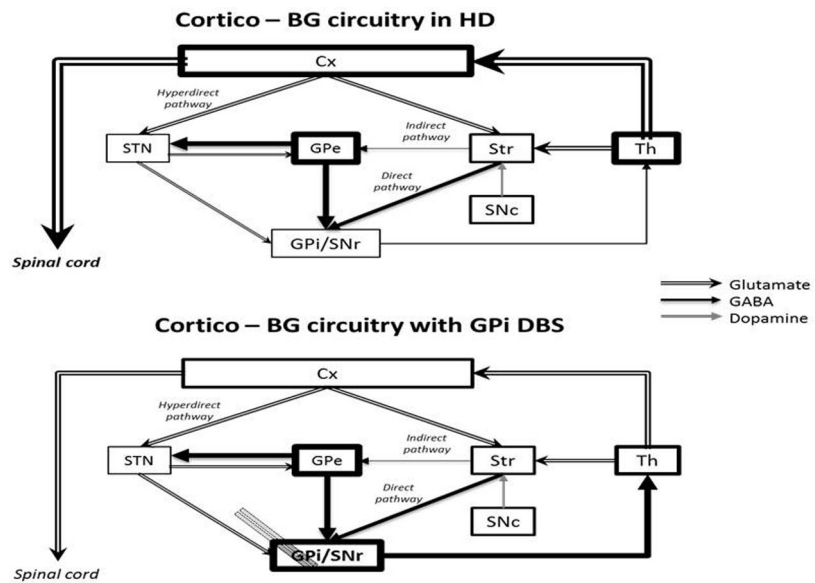 Cortico – BG circuitry in HD
Cx
Hyperdirect
pathway
Indirect
pathway
STN
GPe
Str
Th
Direct
pathway
SNc
GPi/SNr
Spinal cord
Glutamate
GABA
Dopamine
Cortico – BG circuitry with GPi DBS
Cx
Hyperdirect
pathway
Indirect
pathway
STN
GPe
Str
Th
Direct
pathway
SNc
GPi/SNr
Spinal cord